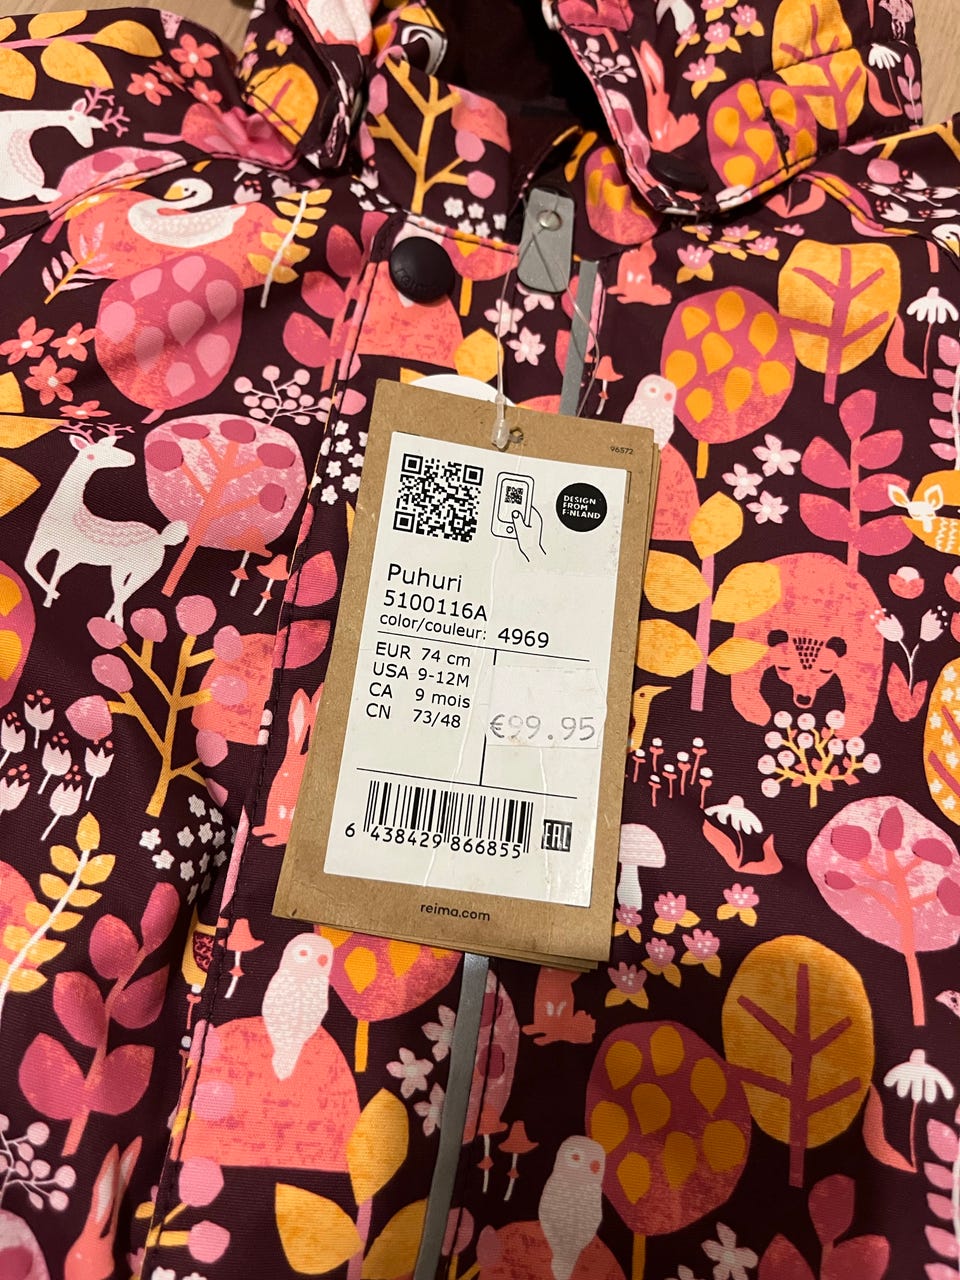 reima
96572
DESIGN
FROM
FINLAND
Puhuri
5100116A
color/couleur: 4969
EUR 74 cm
USA 9-12M
CA 9 mois
CN 73/48
€99.95
6 438429 866855
EAC
reima.com